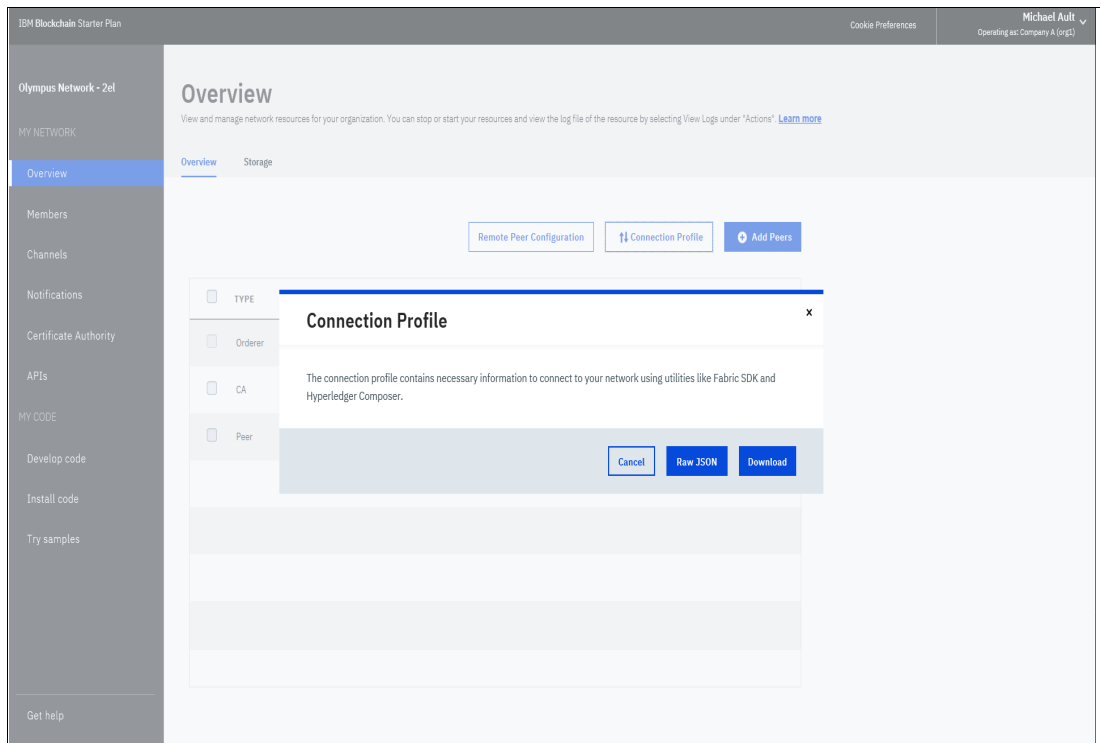 IBM Blockchain Starter Plan
Cookie Preferences
Michael Ault
Operating as: Company A (org1)
Olympus Network - 2el
MY NETWORK
Overview
Members
Channels
Notifications
Certificate Authority
APIs
MY CODE
Develop code
Install code
Try samples
Get help
Overview
View and manage network resources for your organization. You can stop or start your resources and view the log file of the resource by selecting View Logs under "Actions". Learn more
Overview Storage
Remote Peer Configuration Connection Profile Add Peers
TYPE
Orderer
CA
Peer
Connection Profile x
The connection profile contains necessary information to connect to your network using utilities like Fabric SDK and
Hyperledger Composer.
Cancel Raw JSON Download